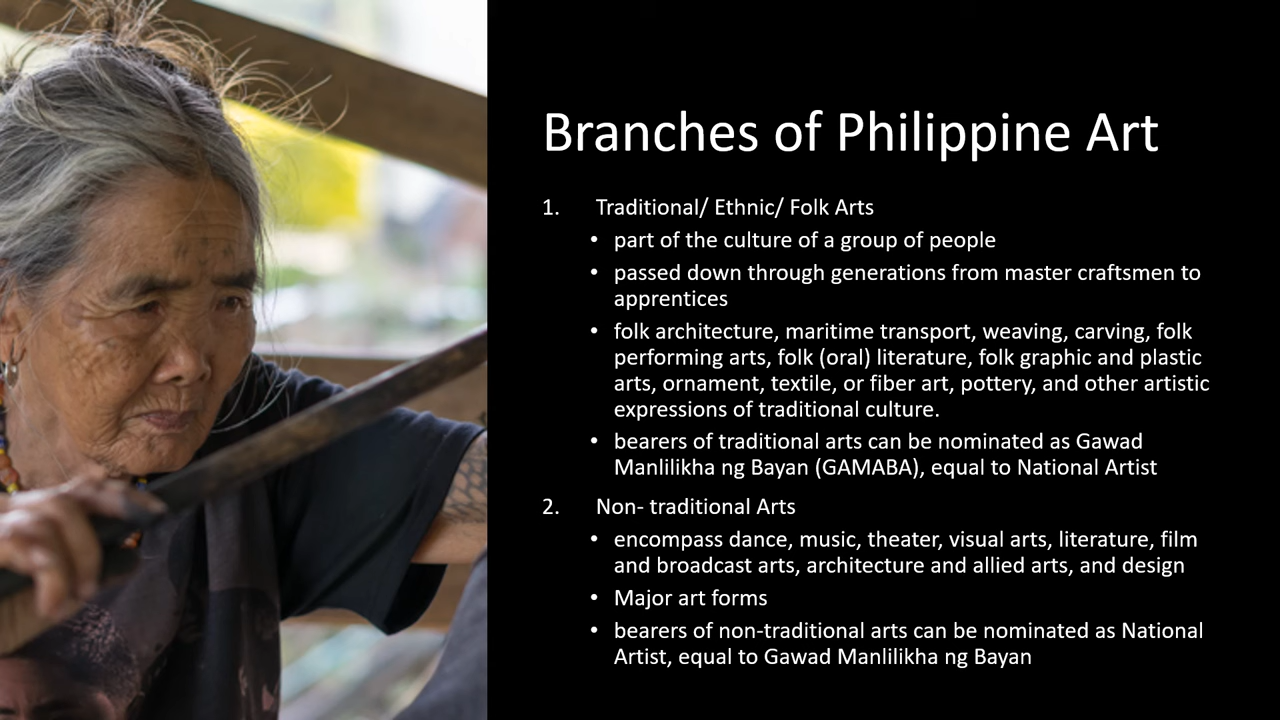 Branches of Philippine Art
1. Traditional/ Ethnic/ Folk Arts
• part of the culture of a group of people
• passed down through generations from master craftsmen to
apprentices
• folk architecture, maritime transport, weaving, carving, folk
performing arts, folk (oral) literature, folk graphic and plastic
arts, ornament, textile, or fiber art, pottery, and other artistic
expressions of traditional culture.
• bearers of traditional arts can be nominated as Gawad
Manlilikha ng Bayan (GAMABA), equal to National Artist
2. Non- traditional Arts
• encompass dance, music, theater, visual arts, literature, film
and broadcast arts, architecture and allied arts, and design
• Major art forms
• bearers of non-traditional arts can be nominated as National
Artist, equal to Gawad Manlilikha ng Bayan